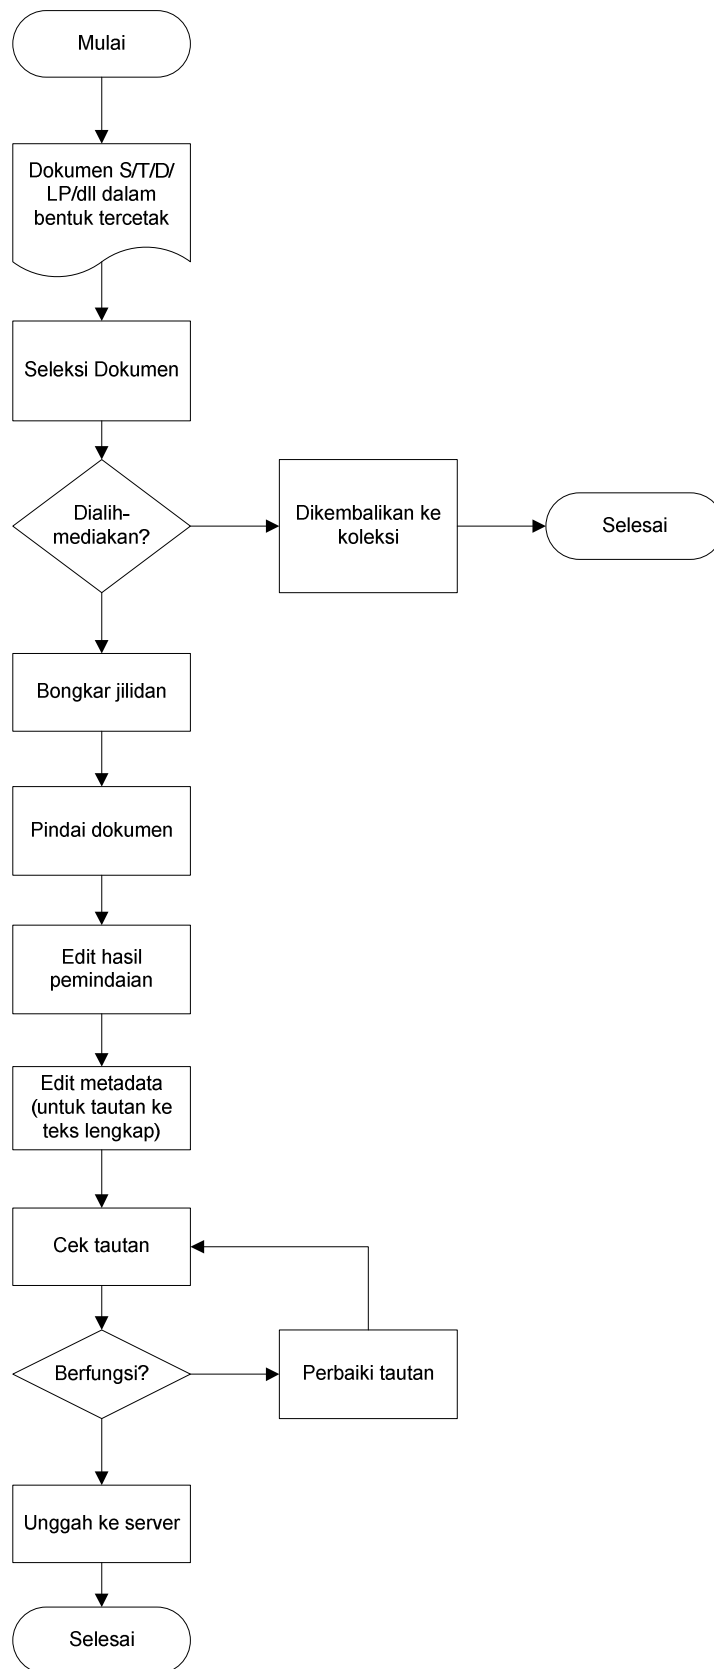 Mulai
Dokumen S/T/D/
LP/dll dalam
bentuk tercetak
Seleksi Dokumen
Dialih-
mediakan?
Dikembalikan ke
koleksi
Selesai
Bongkar jilidan
Pindai dokumen
Edit hasil
pemindaian
Edit metadata
(untuk tautan ke
teks lengkap)
Cek tautan
Berfungsi?
Perbaiki tautan
Unggah ke server
Selesai